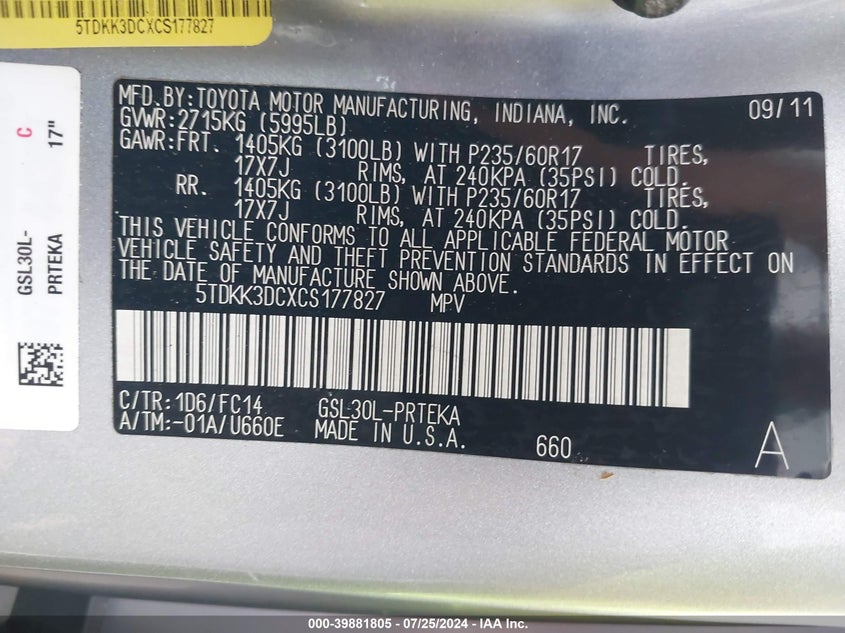 5TDKK3DCXCS177827
GSL30L-
PRTEKA
C
17"
MFD.BY:TOYOTA MOTOR MANUFACTURING, INDIANA, INC. 09/11
GVWR:2715KG (5995LB)
GAWR:FRT. 1405KG (3100LB) WITH P235/60R17 TIRES,
17X7J RIMS, AT 240KPA (35PSI) COLD.
RR. 1405KG (3100LB) WITH P235/60R17 TIRES,
17X7J RIMS, AT 240KPA (35PSI) COLD.
THIS VEHICLE CONFORMS TO ALL APPLICABLE FEDERAL MOTOR
VEHICLE SAFETY AND THEFT PREVENTION STANDARDS IN EFFECT ON
THE DATE OF MANUFACTURE SHOWN ABOVE.
5TDKK3DCXCS177827 MPV
C/TR:1D6/FC14 GSL30L-PRTEKA
A/TM:-01A/U660E MADE IN U.S.A. 660 A
000-39881805 - 07/25/2024 - IAA Inc.